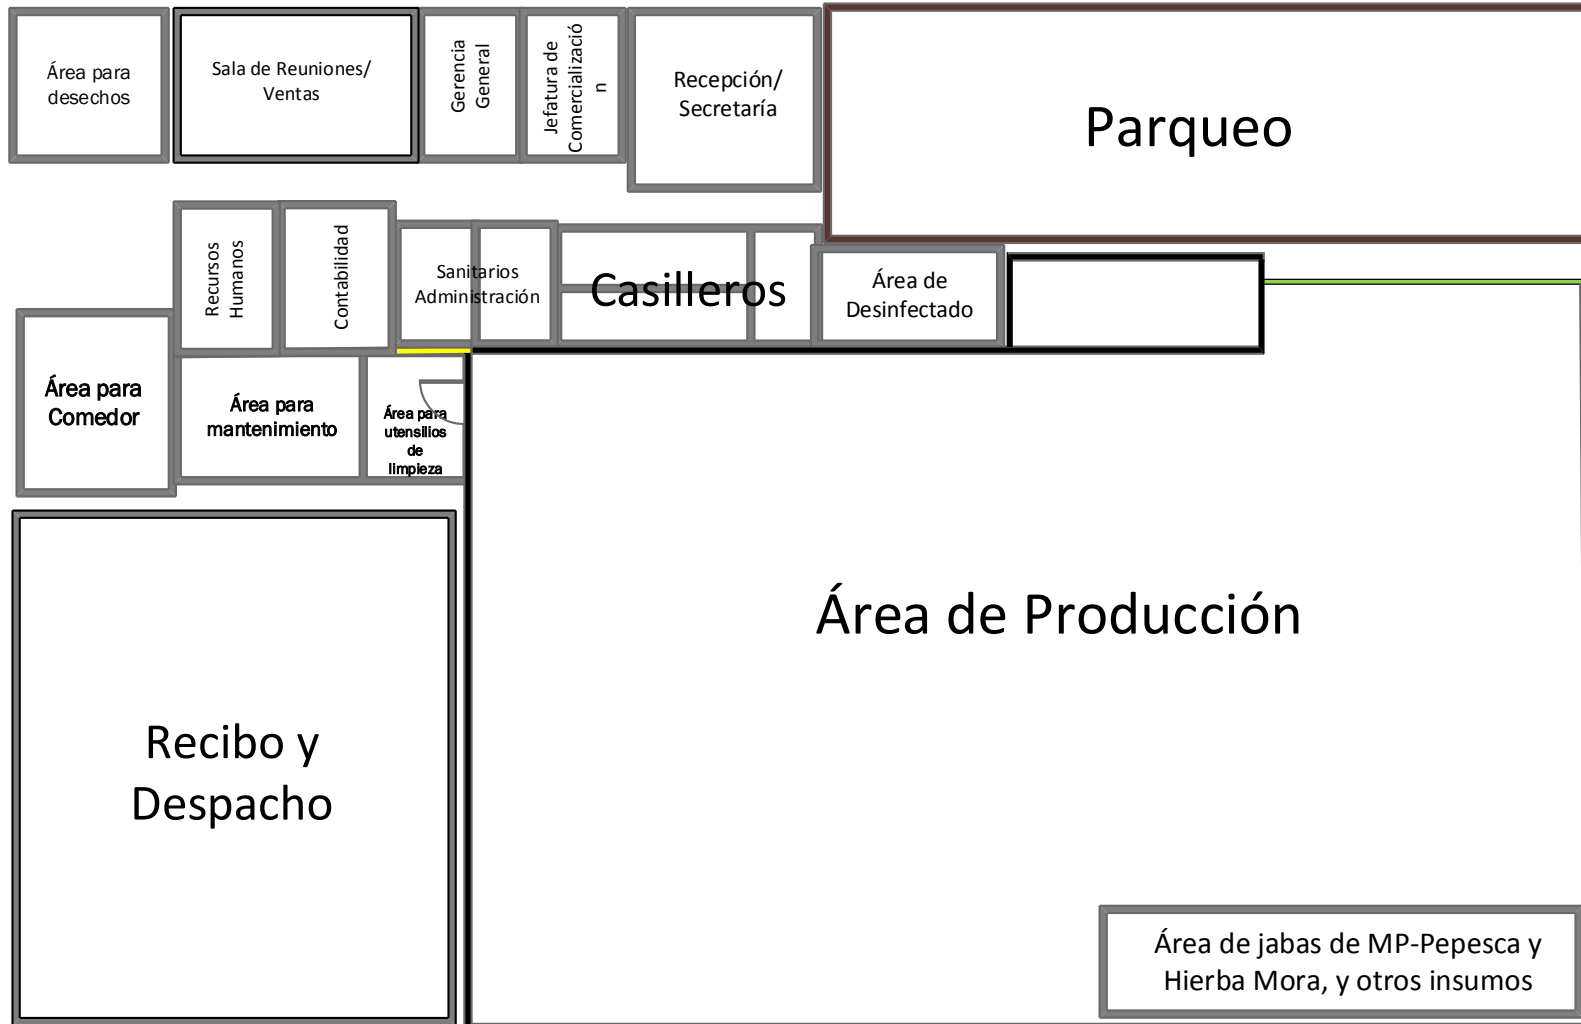 Área para
desechos
Sala de Reuniones/
Ventas
Gerencia
General
Jefatura de
Comercializació
n
Recepción/
Secretaría
Parqueo
Recursos
Humanos
Contabilidad
Sanitarios
Administración
Casilleros
Área de
Desinfectado
Área para
Comedor
Área para
mantenimiento
Área para
utensilios
de
limpieza
Área de Producción
Recibo y
Despacho
Área de jabas de MP-Pepesca y
Hierba Mora, y otros insumos